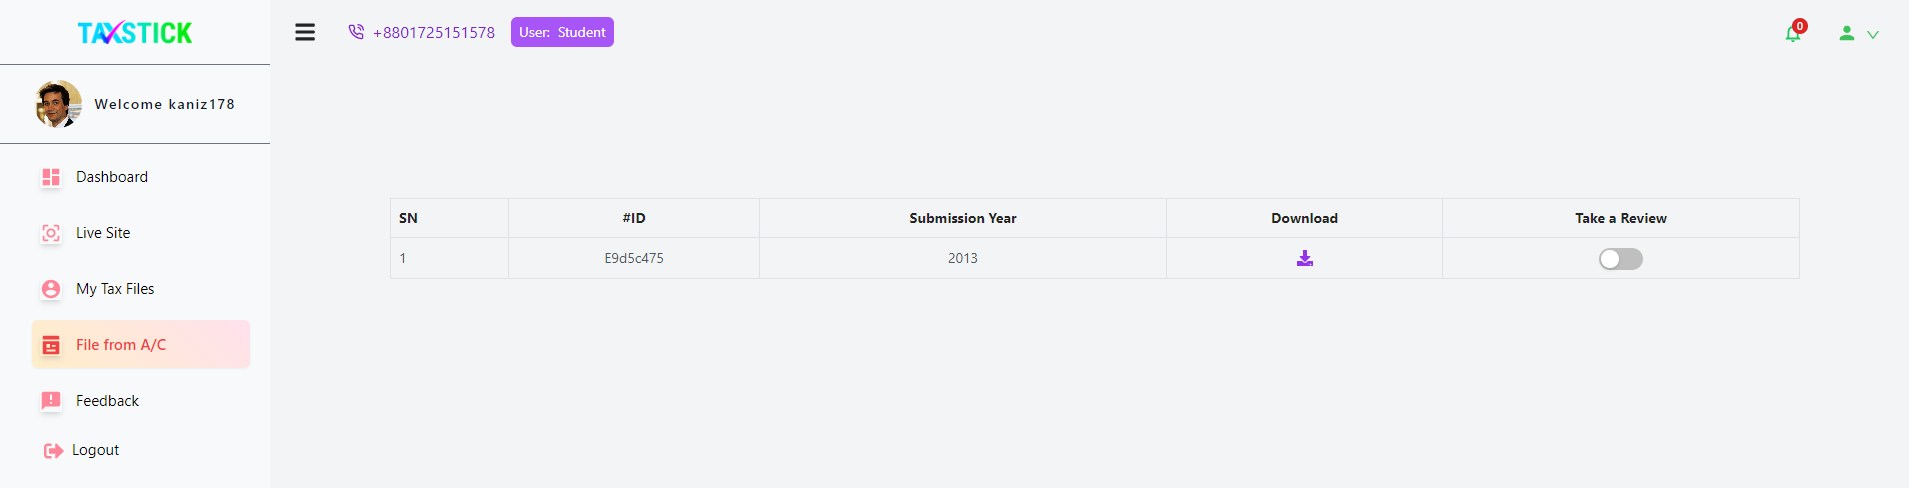 TAXSTICK
+8801725151578
User: Student
0
Welcome kaniz178
Dashboard
Live Site
My Tax Files
File from A/C
Feedback
Logout
SN #ID Submission Year Download Take a Review
1 E9d5c475 2013